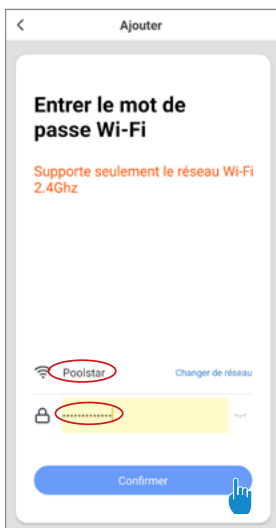 Ajouter
Entrer le mot de
passe Wi-Fi
Supporte seulement le réseau Wi-Fi
2.4Ghz
Poolstar
Changer de réseau
Confirmer